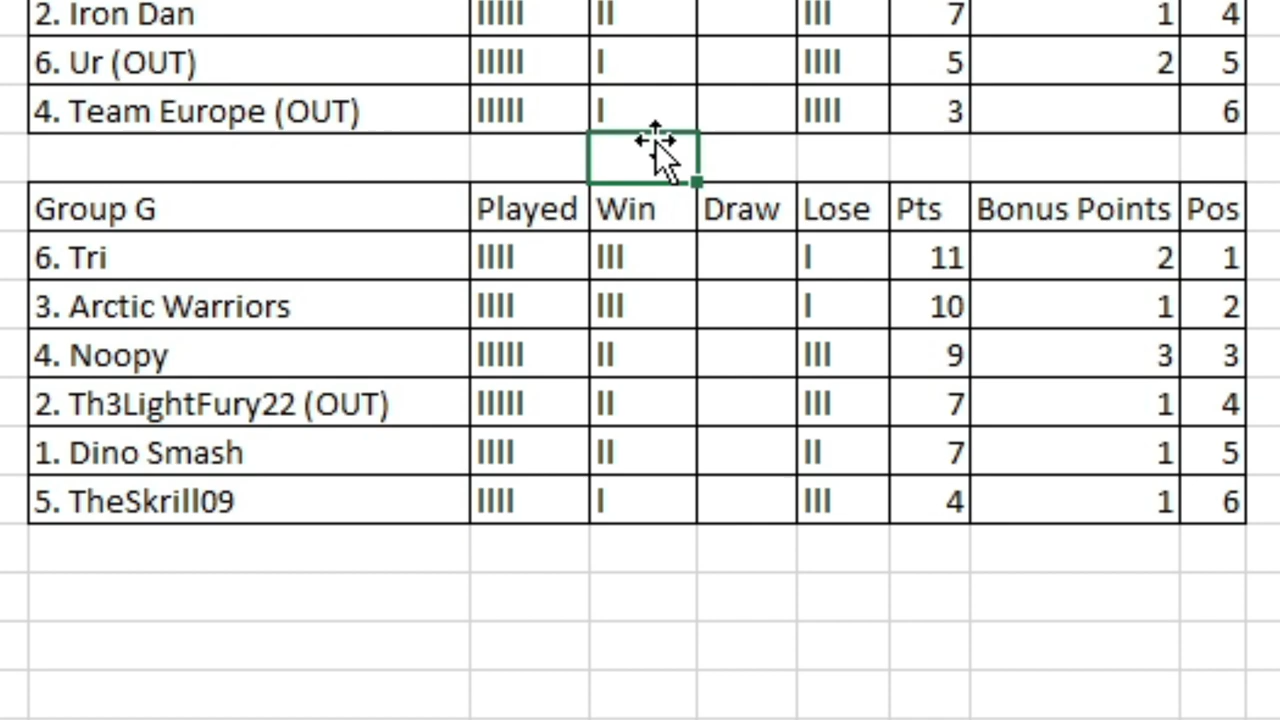 2. Iron Dan IIIII II III 7 1 4
6. Ur (OUT) IIIII I IIII 5 2 5
4. Team Europe (OUT) IIIII I IIII 3 6
Group G Played Win Draw Lose Pts Bonus Points Pos
6. Tri IIII III I 11 2 1
3. Arctic Warriors IIII III I 10 1 2
4. Noopy IIIII II III 9 3 3
2. Th3LightFury22 (OUT) IIIII II III 7 1 4
1. Dino Smash IIII II II 7 1 5
5. TheSkrill09 IIII I III 4 1 6